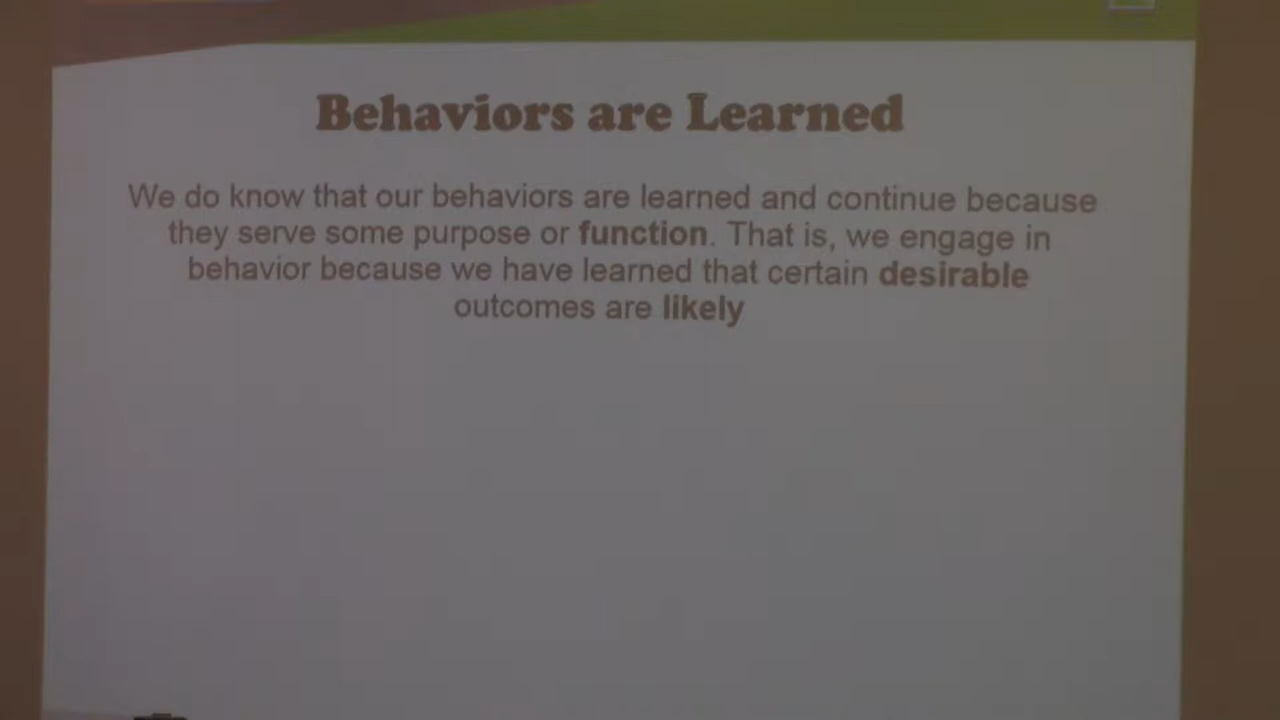 Behaviors are Learned
We do know that our behaviors are learned and continue because
they serve some purpose or function. That is, we engage in
behavior because we have learned that certain desirable
outcomes are likely